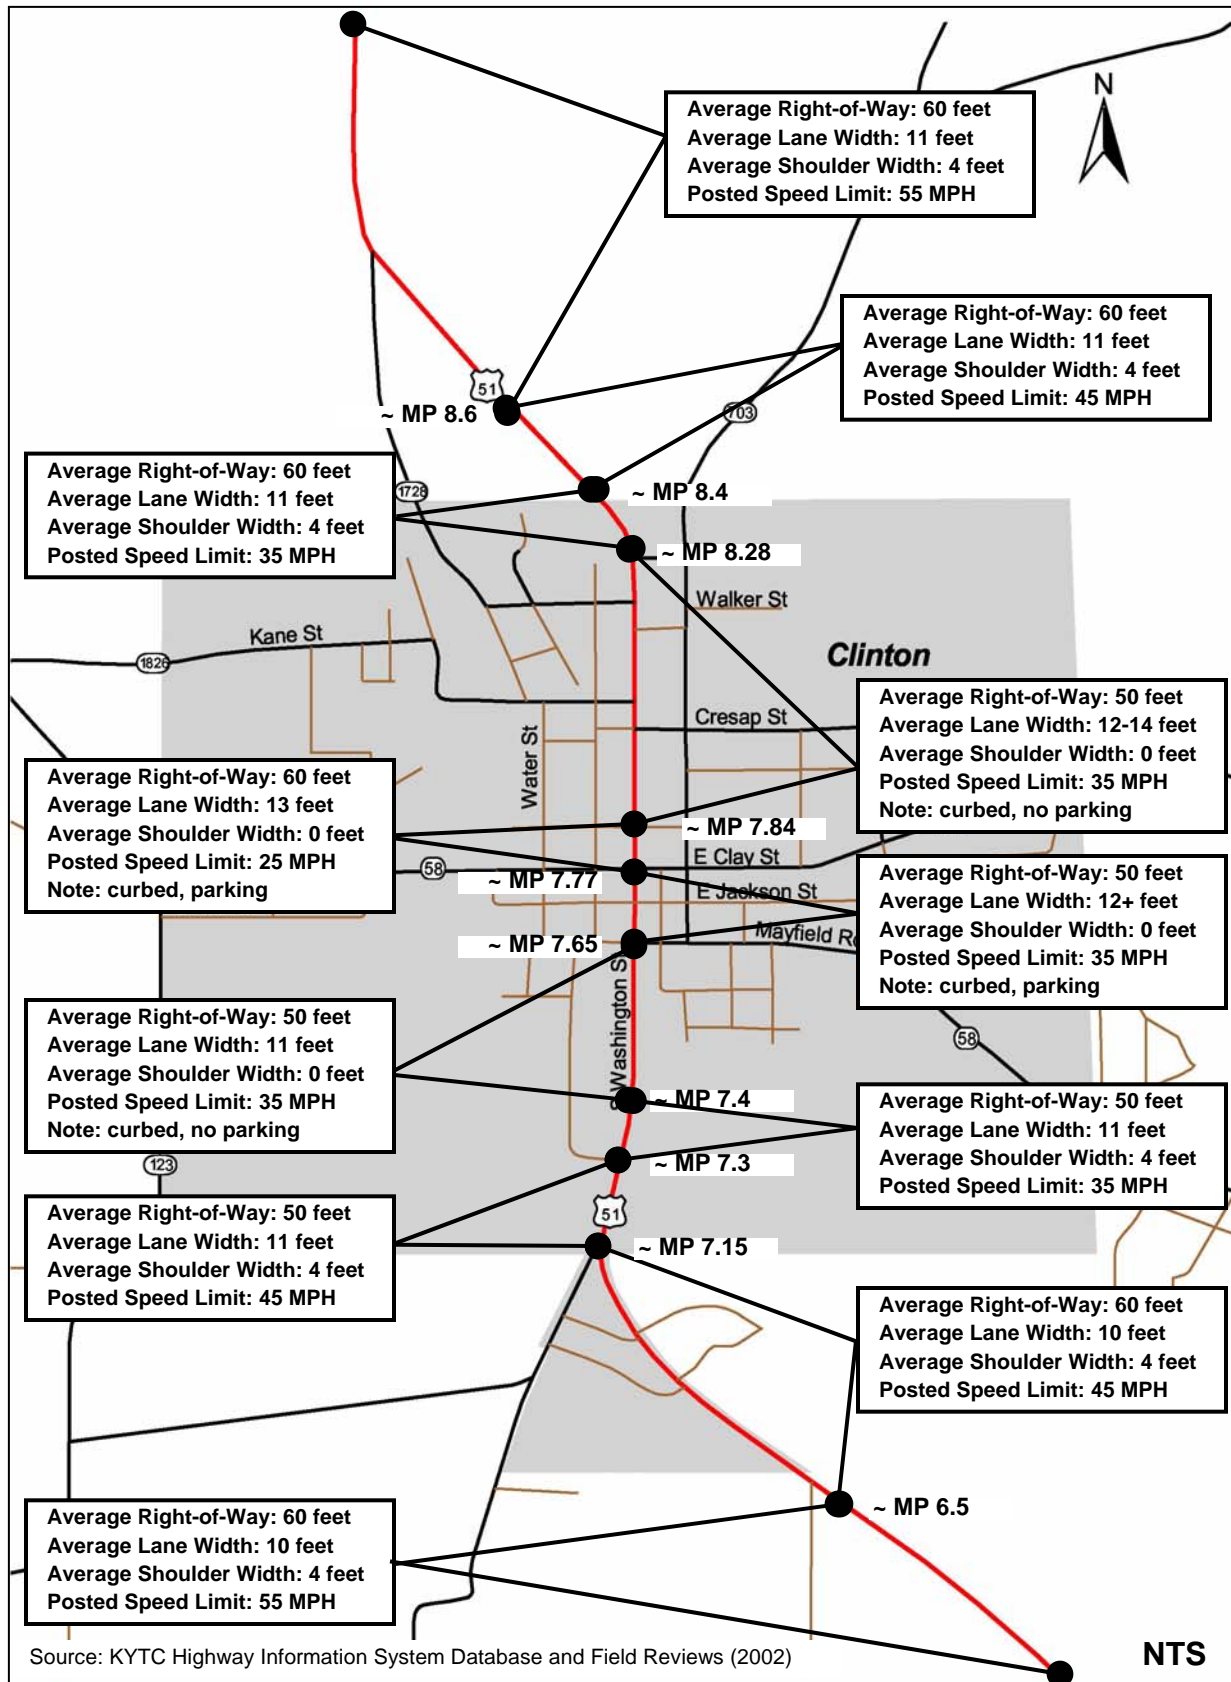 N
Average Right-of-Way: 60 feet
Average Lane Width: 11 feet
Average Shoulder Width: 4 feet
Posted Speed Limit: 55 MPH
Average Right-of-Way: 60 feet
Average Lane Width: 11 feet
Average Shoulder Width: 4 feet
Posted Speed Limit: 45 MPH
51
~ MP 8.6
703
Average Right-of-Way: 60 feet
Average Lane Width: 11 feet
Average Shoulder Width: 4 feet
Posted Speed Limit: 35 MPH
1728
~ MP 8.4
~ MP 8.28
Walker St
Kane St
1826
Clinton
Average Right-of-Way: 50 feet
Average Lane Width: 12-14 feet
Average Shoulder Width: 0 feet
Posted Speed Limit: 35 MPH
Note: curbed, no parking
Cresap St
Water St
Average Right-of-Way: 60 feet
Average Lane Width: 13 feet
Average Shoulder Width: 0 feet
Posted Speed Limit: 25 MPH
Note: curbed, parking
~ MP 7.84
E Clay St
58
~ MP 7.77
E Jackson St
Average Right-of-Way: 50 feet
Average Lane Width: 12+ feet
Average Shoulder Width: 0 feet
Posted Speed Limit: 35 MPH
Note: curbed, parking
Mayfield
~ MP 7.65
Washington St
Average Right-of-Way: 50 feet
Average Lane Width: 11 feet
Average Shoulder Width: 0 feet
Posted Speed Limit: 35 MPH
Note: curbed, no parking
58
~ MP 7.4
Average Right-of-Way: 50 feet
Average Lane Width: 11 feet
Average Shoulder Width: 4 feet
Posted Speed Limit: 35 MPH
123
~ MP 7.3
Average Right-of-Way: 50 feet
Average Lane Width: 11 feet
Average Shoulder Width: 4 feet
Posted Speed Limit: 45 MPH
51
~ MP 7.15
Average Right-of-Way: 60 feet
Average Lane Width: 10 feet
Average Shoulder Width: 4 feet
Posted Speed Limit: 45 MPH
~ MP 6.5
Average Right-of-Way: 60 feet
Average Lane Width: 10 feet
Average Shoulder Width: 4 feet
Posted Speed Limit: 55 MPH
Source: KYTC Highway Information System Database and Field Reviews (2002)
NTS